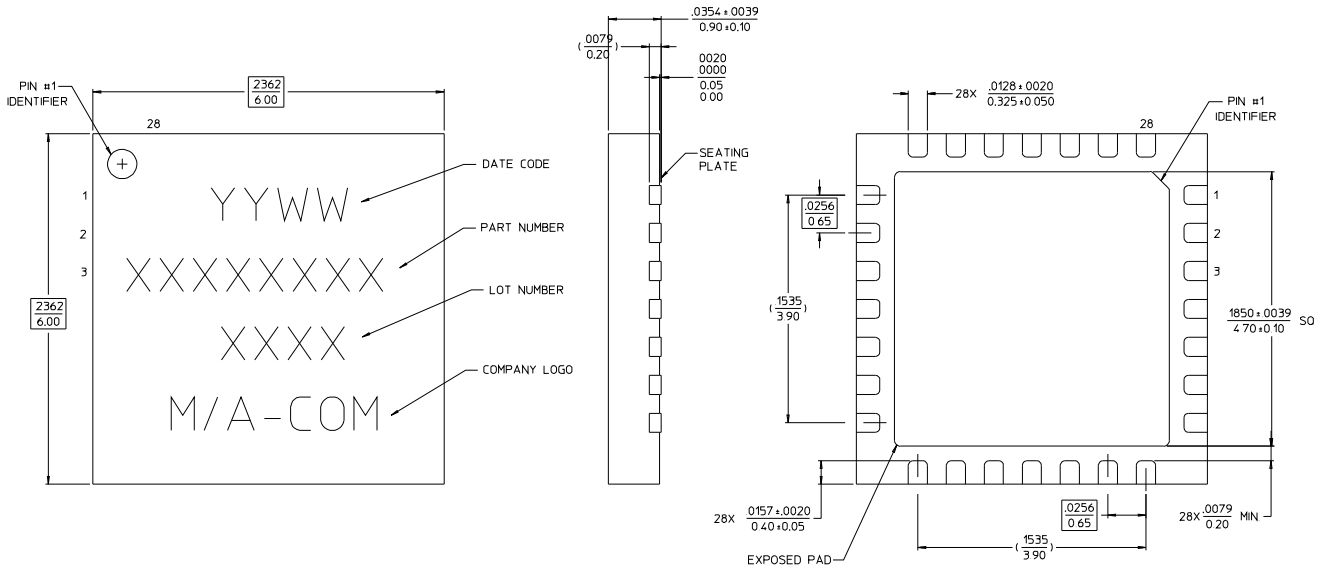 PIN #1
IDENTIFIER
2362
6.00
28
1
2
3
2362
6.00
YYWW
XXXXXXXX
XXXX
M/A-COM
DATE CODE
PART NUMBER
LOT NUMBER
COMPANY LOGO
.0354±.0039
0.90±0.10
(.0079
0.20)
0020
0000
0.05
0 00
SEATING
PLATE
28X .0128±.0020
0.325±0.050
28
PIN #1
IDENTIFIER
.0256
0 65
(1535
3.90)
1
2
3
1850±.0039
4 70±0.10 SQ
28X .0157±.0020
0 40±0.05
EXPOSED PAD
.0256
0.65
(1535
3 90)
28X .0079
0.20 MIN